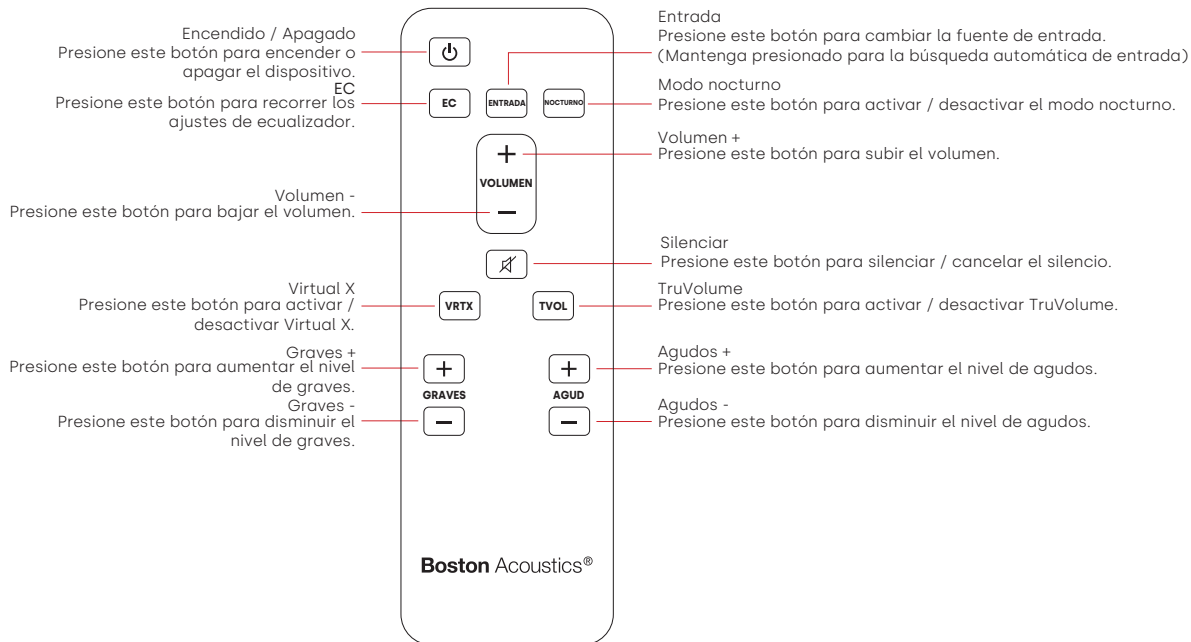 Encendido / Apagado
Presione este botón para encender o
apagar el dispositivo.
EC
Presione este botón para recorrer los
ajustes de ecualizador.
Volumen -
Presione este botón para bajar el volumen.
Virtual X
Presione este botón para activar /
desactivar Virtual X.
Graves +
Presione este botón para aumentar el nivel
de graves.
Graves -
Presione este botón para disminuir el
nivel de graves.
EC
ENTRADA
NOCTURNO
+
VOLUMEN
−
VRTX
TVOL
+
+
GRAVES
AGUD
−
−
Boston Acoustics®
Entrada
Presione este botón para cambiar la fuente de entrada.
(Mantenga presionado para la búsqueda automática de entrada)
Modo nocturno
Presione este botón para activar / desactivar el modo nocturno.
Volumen +
Presione este botón para subir el volumen.
Silenciar
Presione este botón para silenciar / cancelar el silencio.
TruVolume
Presione este botón para activar / desactivar TruVolume.
Agudos +
Presione este botón para aumentar el nivel de agudos.
Agudos -
Presione este botón para disminuir el nivel de agudos.